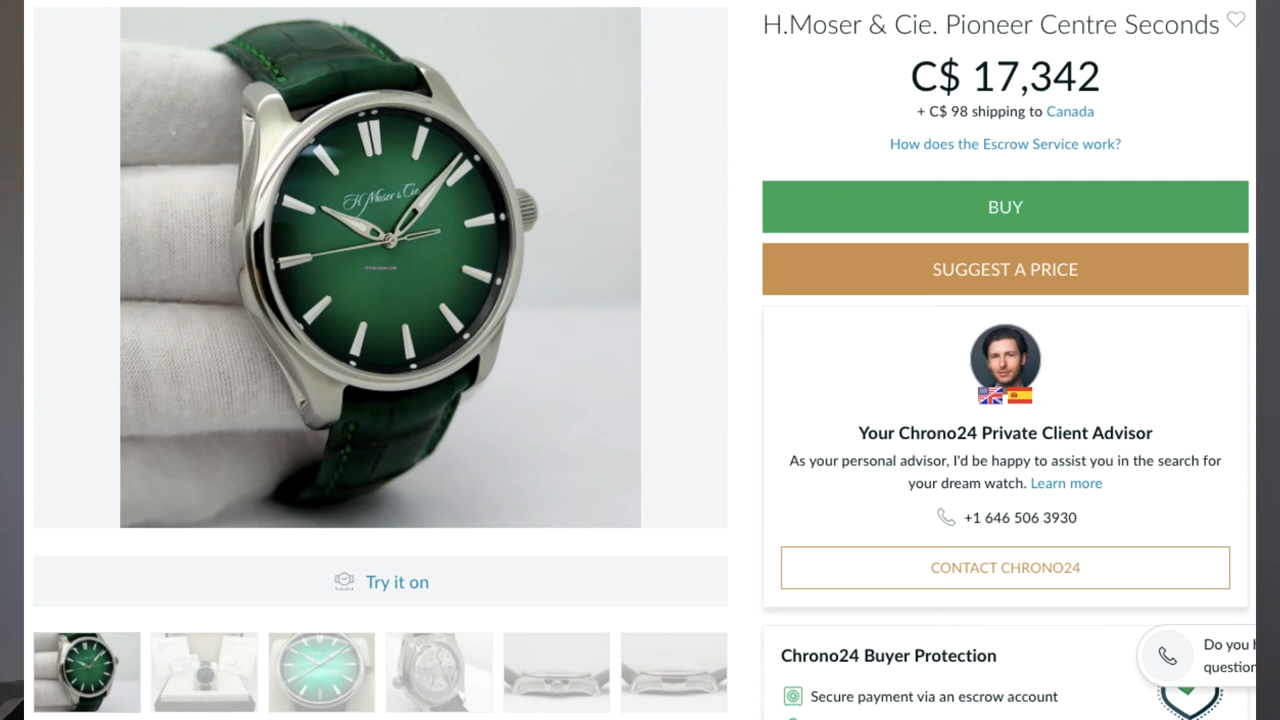 H.Moser & Cie. Pioneer Centre Seconds
C$ 17,342
+ C$ 98 shipping to Canada
How does the Escrow Service work?
BUY
SUGGEST A PRICE
H Moser & Cie.
Your Chrono24 Private Client Advisor
As your personal advisor, I'd be happy to assist you in the search for
your dream watch. Learn more
+1 646 506 3930
CONTACT CHRONO24
Try it on
Chrono24 Buyer Protection
Secure payment via an escrow account
Do you
question